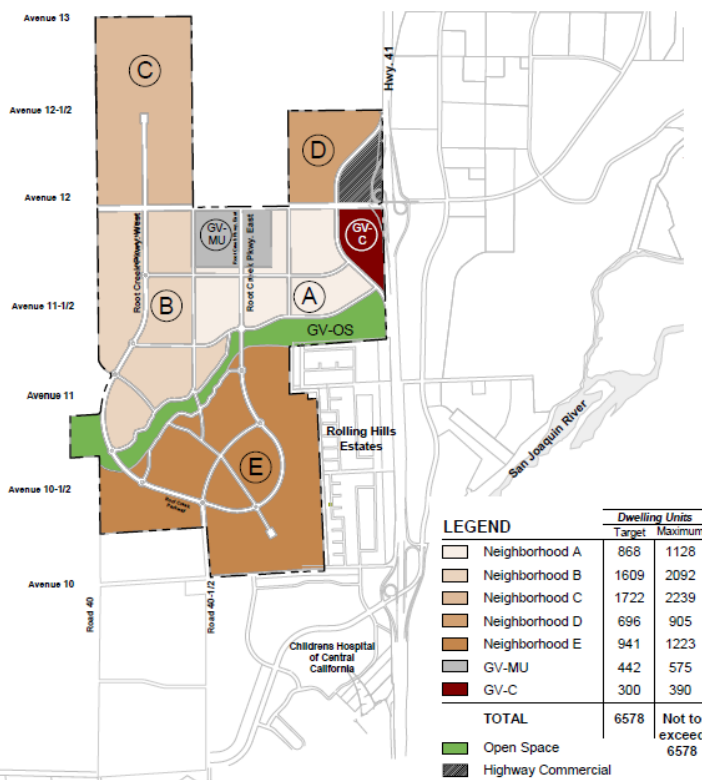 Avenue 13
C
Hwy. 41
Avenue 12-1/2
D
Avenue 12
Root Creek Pkwy. West
GV-
MU
Root Creek Pkwy. East
Root Creek Pkwy. East
GV-
C
B
A
Avenue 11-1/2
GV-OS
Avenue 11
Rolling Hills
Estates
San Joaquin River
E
Avenue 10-1/2
Root Creek
Parkway
Avenue 10
Road 40
Road 40-1/2
Childrens Hospital
of Central
California
LEGEND
Dwelling Units
Target Maximum
Neighborhood A 868 1128
Neighborhood B 1609 2092
Neighborhood C 1722 2239
Neighborhood D 696 905
Neighborhood E 941 1223
GV-MU 442 575
GV-C 300 390
TOTAL 6578 Not to
exceed
6578
Open Space
Highway Commercial